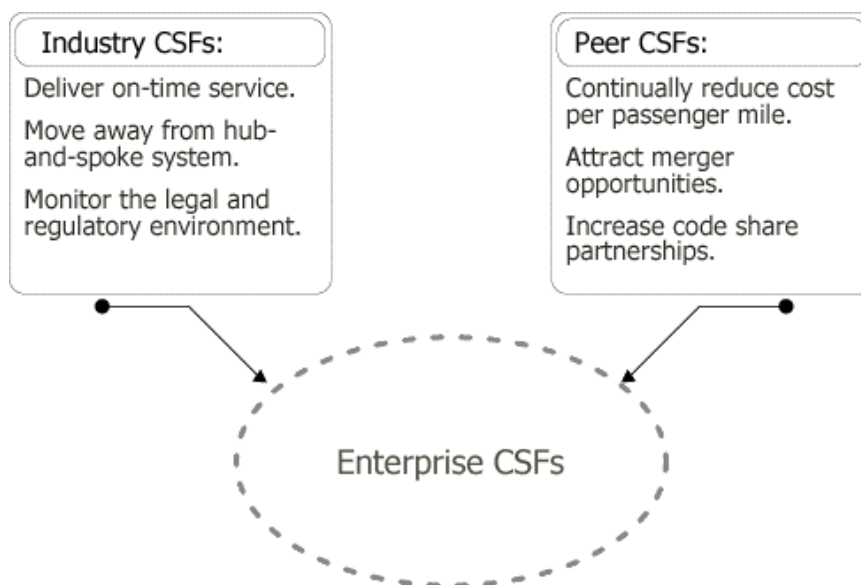 Industry CSFs:
Deliver on-time service.
Move away from hub-
and-spoke system.
Monitor the legal and
regulatory environment.
Peer CSFs:
Continually reduce cost
per passenger mile.
Attract merger
opportunities.
Increase code share
partnerships.
Enterprise CSFs